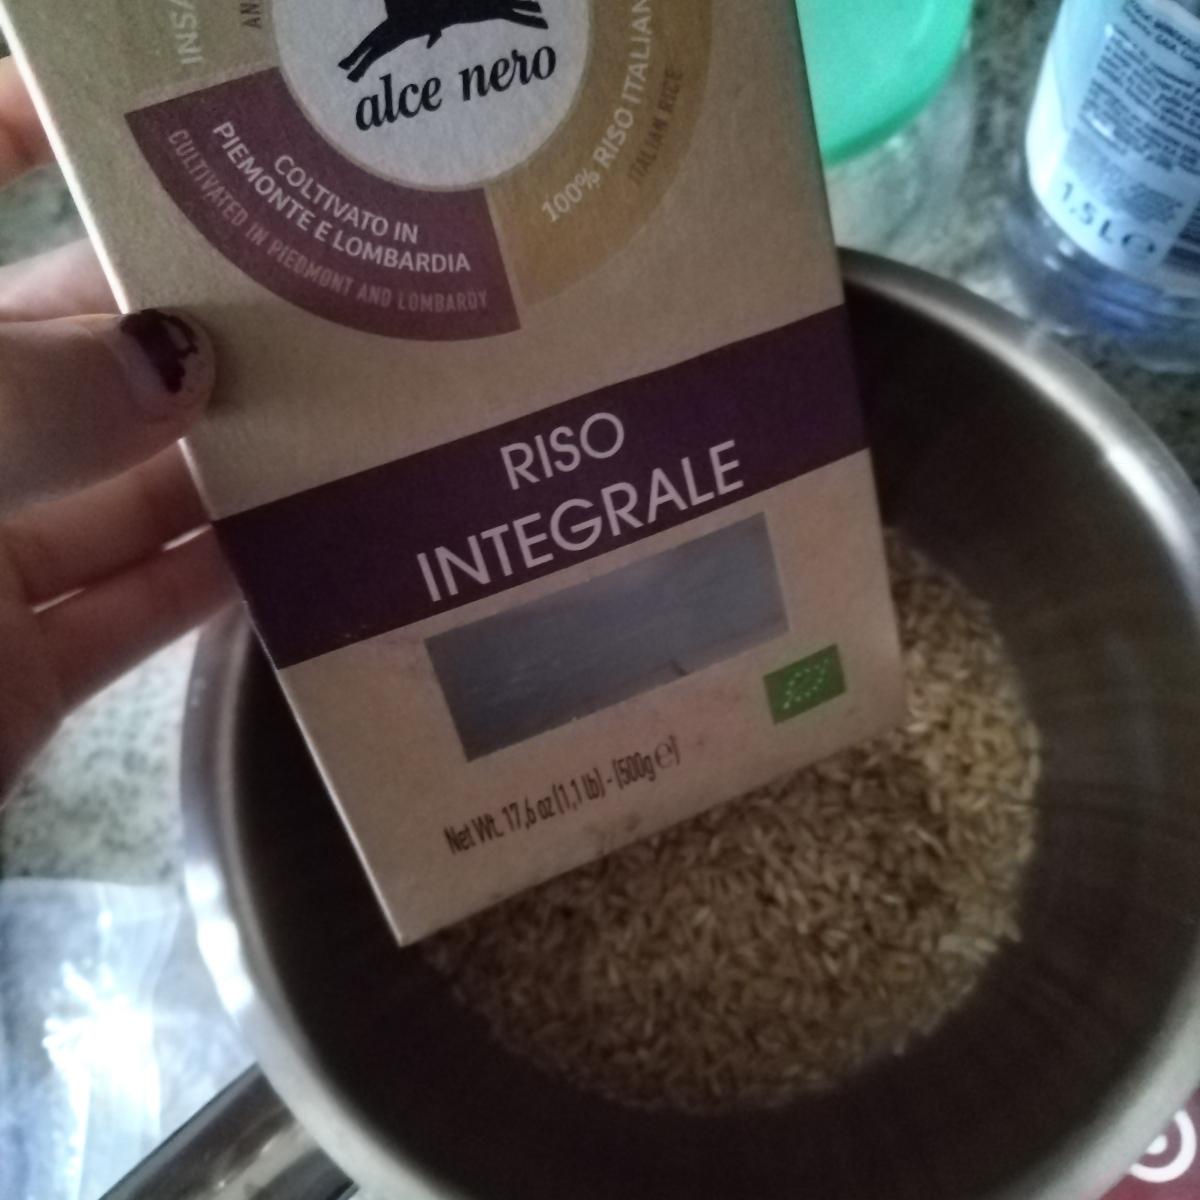 alce nero
COLTIVATO IN
PIEMONTE E LOMBARDIA
CULTIVATED IN PIEDMONT AND LOMBARDY
100% RISO ITALIAN
ITALIAN RICE
RISO
INTEGRALE
Net Wt. 17,6 oz (1,1 lb) - (500g ℮)
1,5 L ℮